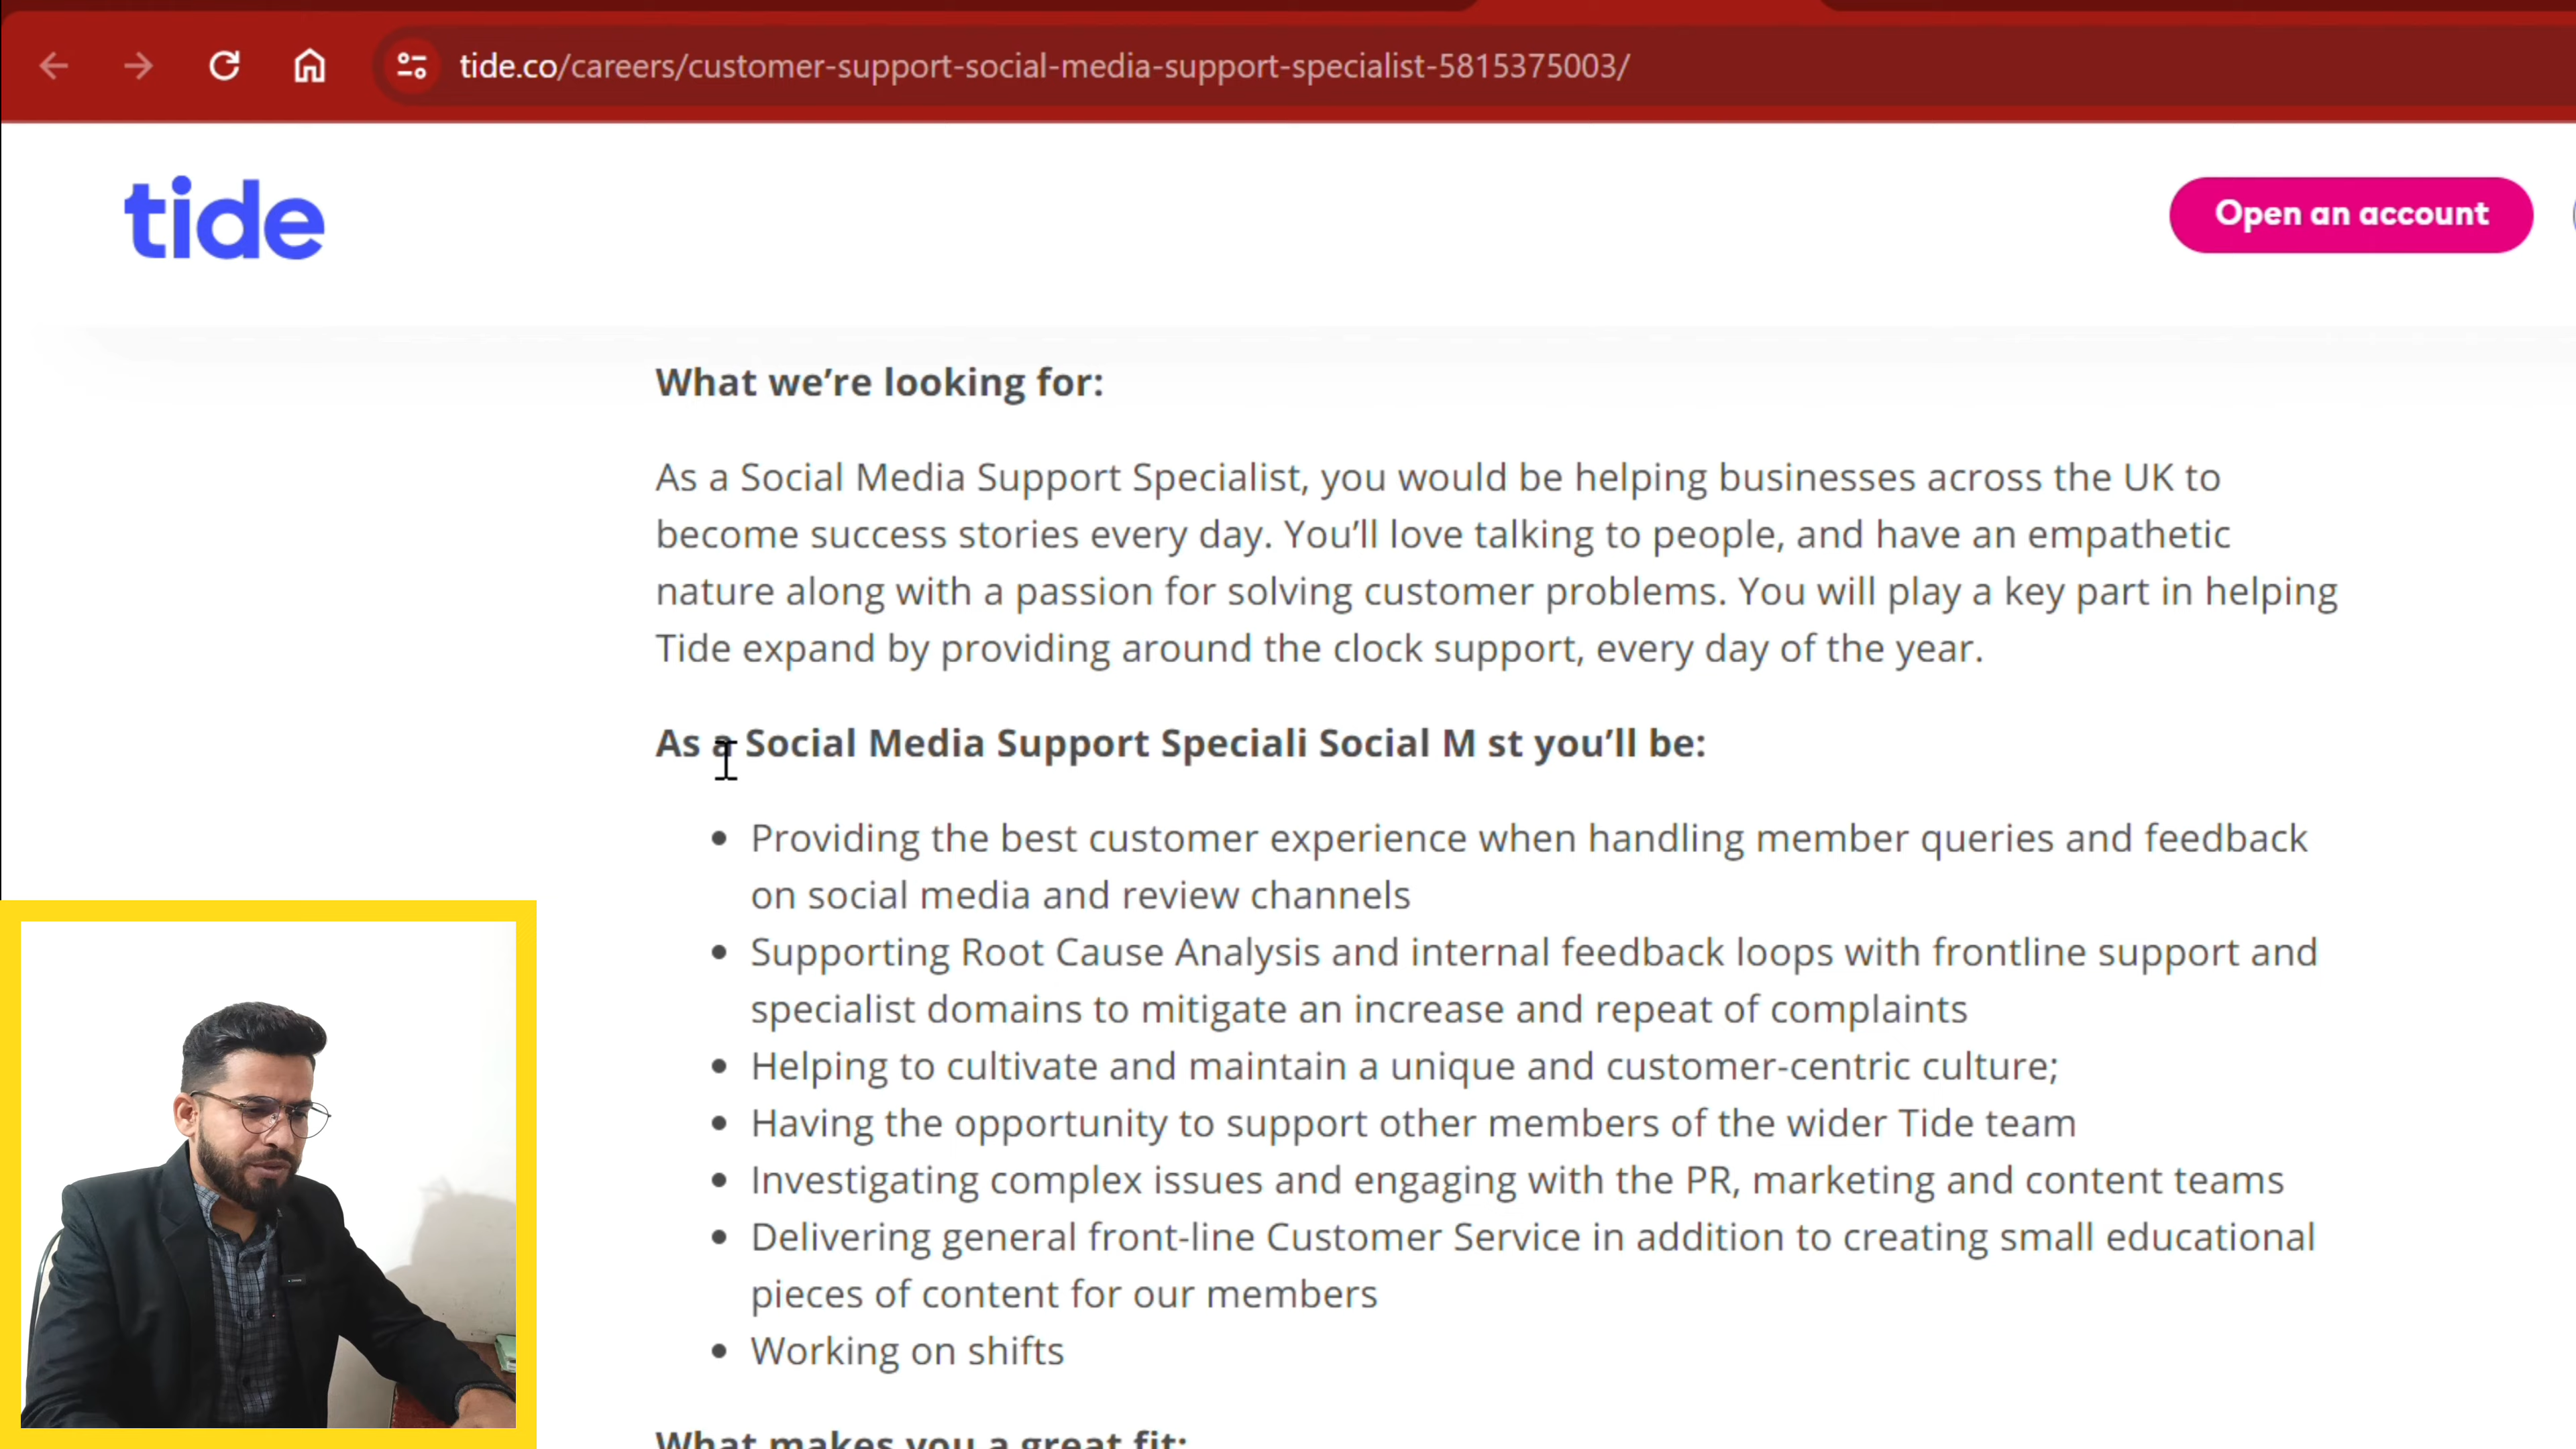 tide.co/careers/customer-support-social-media-support-specialist-5815375003/
tide
Open an account
What we’re looking for:
As a Social Media Support Specialist, you would be helping businesses across the UK to
become success stories every day. You’ll love talking to people, and have an empathetic
nature along with a passion for solving customer problems. You will play a key part in helping
Tide expand by providing around the clock support, every day of the year.
As a Social Media Support Speciali Social M st you’ll be:
• Providing the best customer experience when handling member queries and feedback
on social media and review channels
• Supporting Root Cause Analysis and internal feedback loops with frontline support and
specialist domains to mitigate an increase and repeat of complaints
• Helping to cultivate and maintain a unique and customer-centric culture;
• Having the opportunity to support other members of the wider Tide team
• Investigating complex issues and engaging with the PR, marketing and content teams
• Delivering general front-line Customer Service in addition to creating small educational
pieces of content for our members
• Working on shifts
What makes you a great fit: